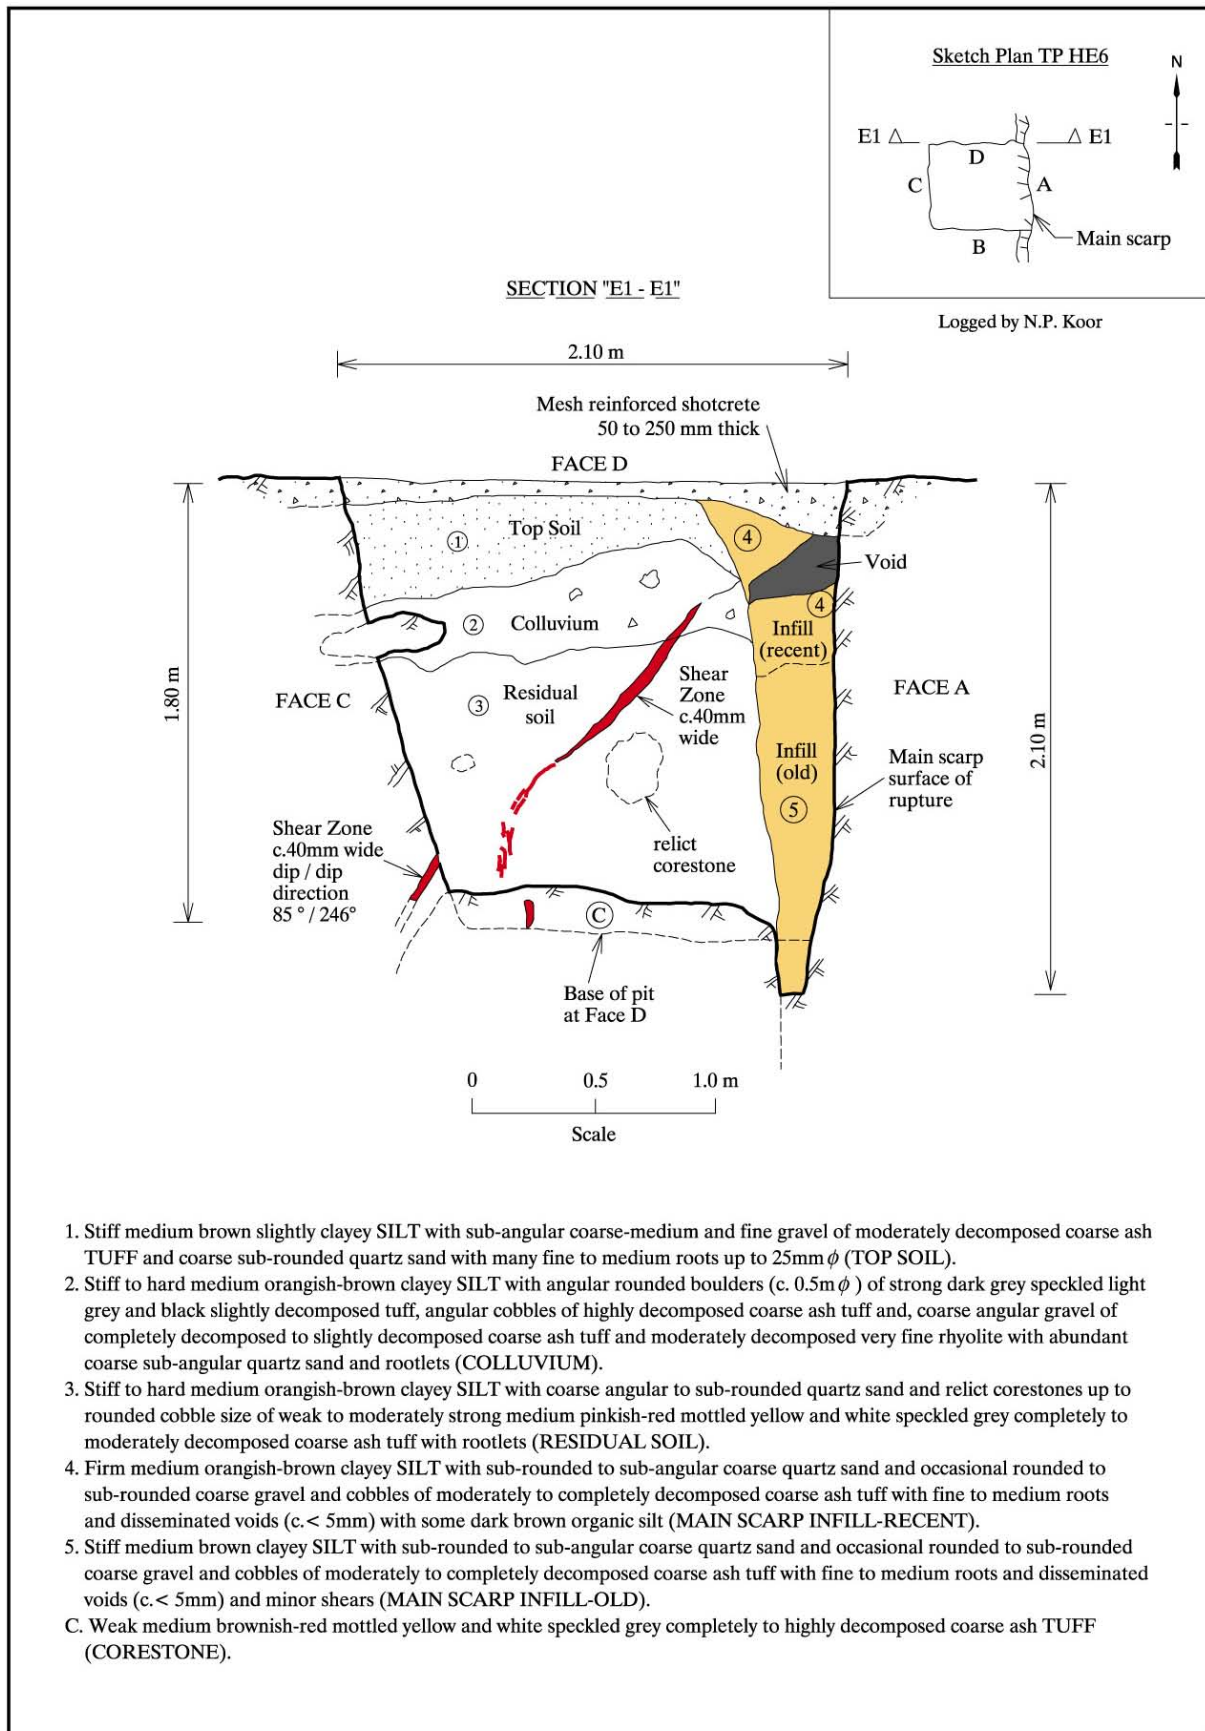 Sketch Plan TP HE6
N
E1 △
△ E1
D
C
A
B
Main scarp
SECTION "E1 - E1"
Logged by N.P. Koor
2.10 m
Mesh reinforced shotcrete
50 to 250 mm thick
FACE D
1
Top Soil
4
Void
2
Colluvium
4
Infill
(recent)
1.80 m
FACE C
3
Residual
soil
Shear
Zone
c.40mm
wide
FACE A
2.10 m
Infill
(old)
5
Main scarp
surface of
rupture
relict
corestone
Shear Zone
c.40mm wide
dip / dip
direction
85 ° / 246°
C
Base of pit
at Face D
0 0.5 1.0 m
Scale
1. Stiff medium brown slightly clayey SILT with sub-angular coarse-medium and fine gravel of moderately decomposed coarse ash
TUFF and coarse sub-rounded quartz sand with many fine to medium roots up to 25mm ϕ (TOP SOIL).
2. Stiff to hard medium orangish-brown clayey SILT with angular rounded boulders (c. 0.5m ϕ ) of strong dark grey speckled light
grey and black slightly decomposed tuff, angular cobbles of highly decomposed coarse ash tuff and, coarse angular gravel of
completely decomposed to slightly decomposed coarse ash tuff and moderately decomposed very fine rhyolite with abundant
coarse sub-angular quartz sand and rootlets (COLLUVIUM).
3. Stiff to hard medium orangish-brown clayey SILT with coarse angular to sub-rounded quartz sand and relict corestones up to
rounded cobble size of weak to moderately strong medium pinkish-red mottled yellow and white speckled grey completely to
moderately decomposed coarse ash tuff with rootlets (RESIDUAL SOIL).
4. Firm medium orangish-brown clayey SILT with sub-rounded to sub-angular coarse quartz sand and occasional rounded to
sub-rounded coarse gravel and cobbles of moderately to completely decomposed coarse ash tuff with fine to medium roots
and disseminated voids (c.< 5mm) with some dark brown organic silt (MAIN SCARP INFILL-RECENT).
5. Stiff medium brown clayey SILT with sub-rounded to sub-angular coarse quartz sand and occasional rounded to sub-rounded
coarse gravel and cobbles of moderately to completely decomposed coarse ash tuff with fine to medium roots and disseminated
voids (c.< 5mm) and minor shears (MAIN SCARP INFILL-OLD).
C. Weak medium brownish-red mottled yellow and white speckled grey completely to highly decomposed coarse ash TUFF
(CORESTONE).